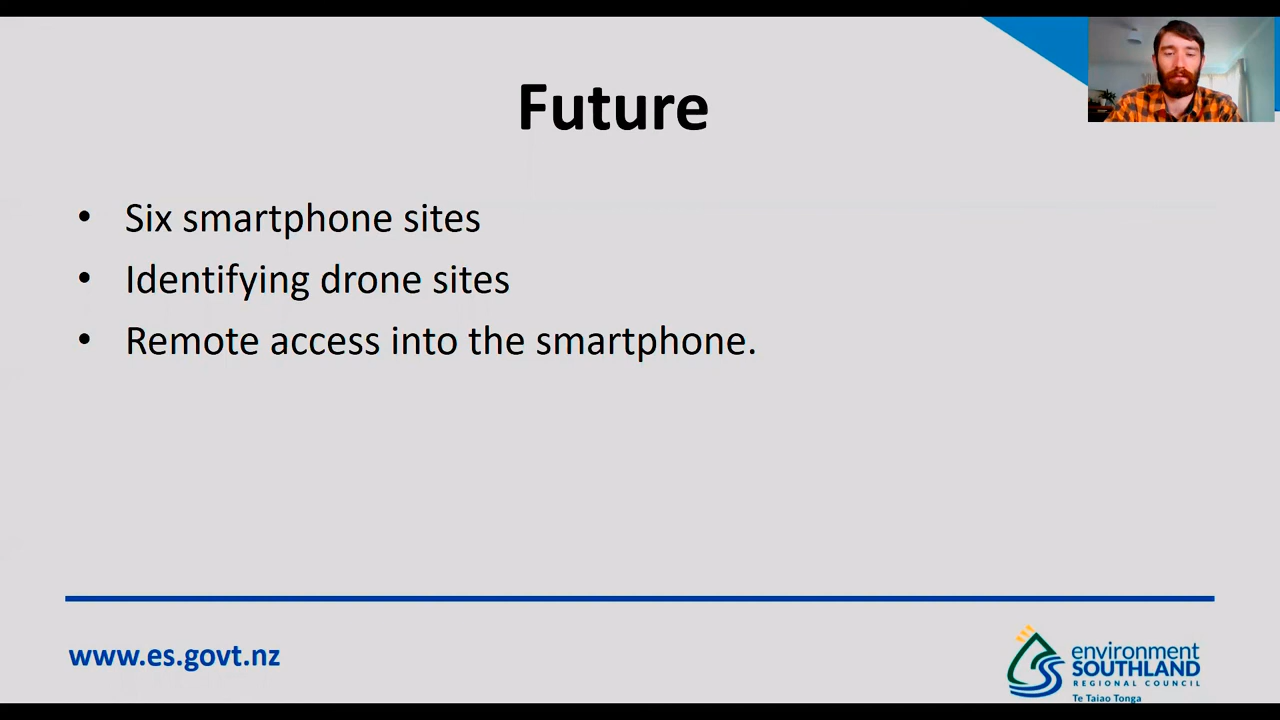 Future
• Six smartphone sites
• Identifying drone sites
• Remote access into the smartphone.
www.es.govt.nz
environment
SOUTHLAND
REGIONAL COUNCIL
Te Taiao Tonga